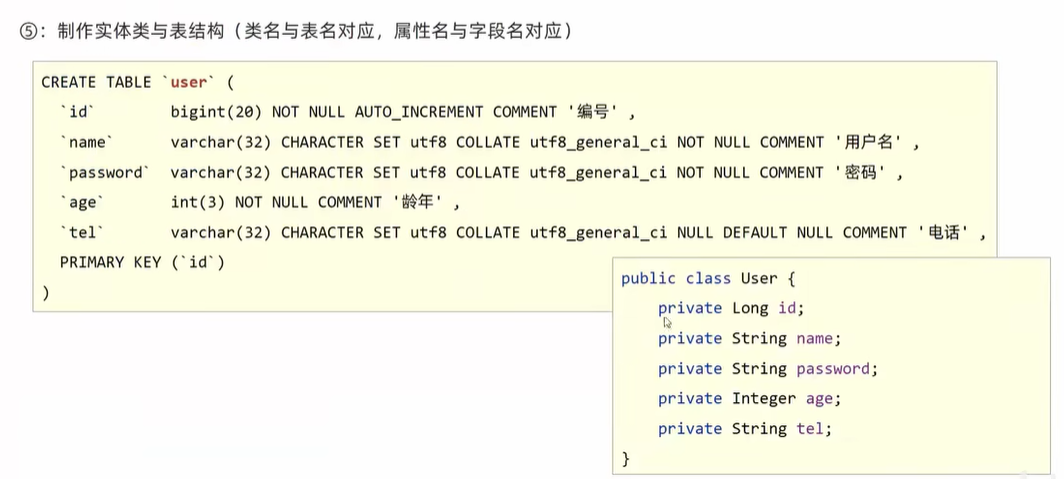 ⑤：制作实体类与表结构（类名与表名对应，属性名与字段名对应）
CREATE TABLE `user` (
`id` bigint(20) NOT NULL AUTO_INCREMENT COMMENT '编号' ,
`name` varchar(32) CHARACTER SET utf8 COLLATE utf8_general_ci NOT NULL COMMENT '用户名' ,
`password` varchar(32) CHARACTER SET utf8 COLLATE utf8_general_ci NOT NULL COMMENT '密码' ,
`age` int(3) NOT NULL COMMENT '龄年' ,
`tel` varchar(32) CHARACTER SET utf8 COLLATE utf8_general_ci NULL DEFAULT NULL COMMENT '电话' ,
PRIMARY KEY (`id`)
)
public class User {
private Long id;
private String name;
private String password;
private Integer age;
private String tel;
}